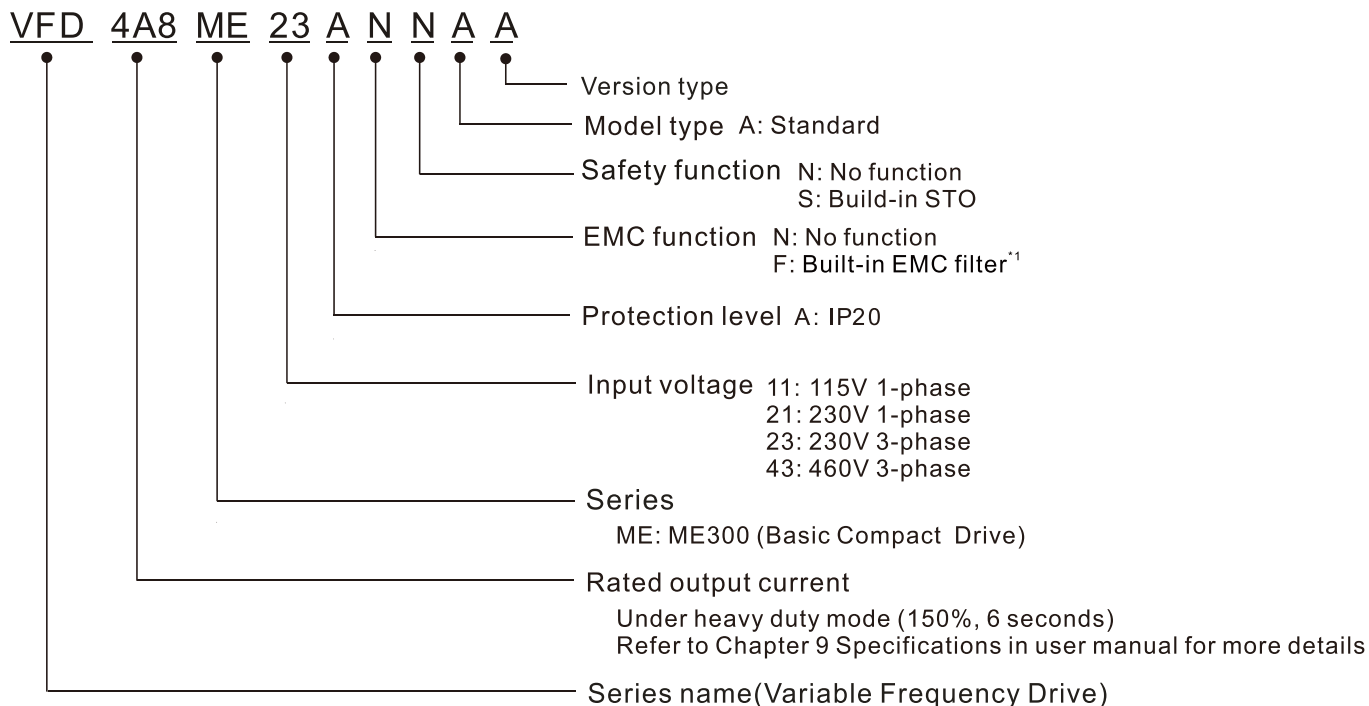 VFD 4A8 ME 23 A N N A A
Version type
Model type A: Standard
Safety function N: No function
S: Build-in STO
EMC function N: No function
F: Built-in EMC filter*1
Protection level A: IP20
Input voltage 11: 115V 1-phase
21: 230V 1-phase
23: 230V 3-phase
43: 460V 3-phase
Series
ME: ME300 (Basic Compact Drive)
Rated output current
Under heavy duty mode (150%, 6 seconds)
Refer to Chapter 9 Specifications in user manual for more details
Series name(Variable Frequency Drive)